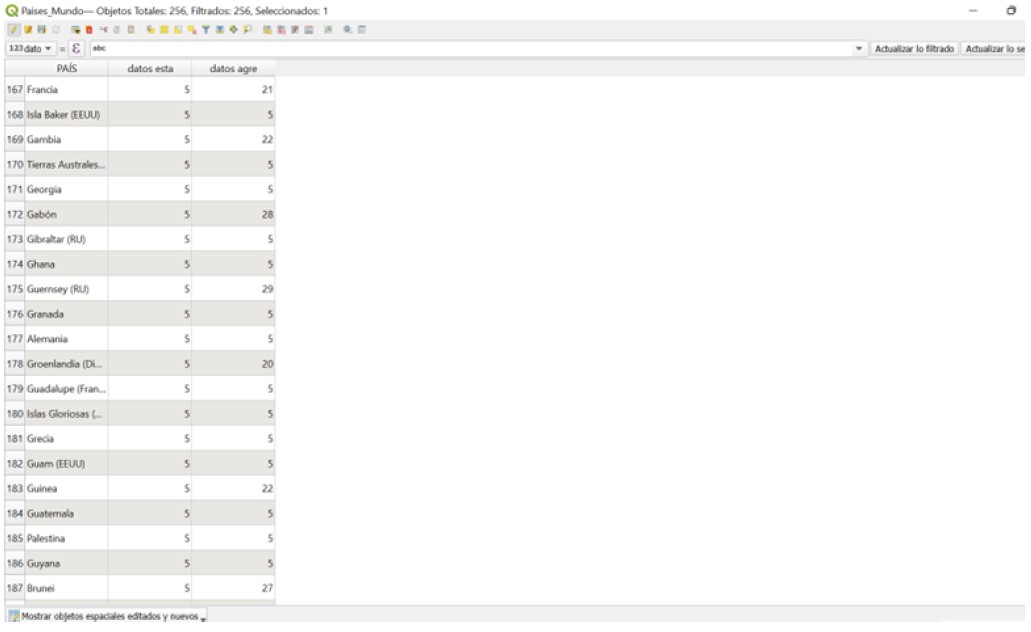 Paises_Mundo— Objetos Totales: 256, Filtrados: 256, Seleccionados: 1
123 dato = ε abc Actualizar lo filtrado Actualizar lo se
PAÍS datos esta datos agre
167 Francia 5 21
168 Isla Baker (EEUU) 5 5
169 Gambia 5 22
170 Tierras Australes... 5 5
171 Georgia 5 5
172 Gabón 5 28
173 Gibraltar (RU) 5 5
174 Ghana 5 5
175 Guernsey (RU) 5 29
176 Granada 5 5
177 Alemania 5 5
178 Groenlandia (Di... 5 20
179 Guadalupe (Fran... 5 5
180 Islas Gloriosas (... 5 5
181 Grecia 5 5
182 Guam (EEUU) 5 5
183 Guinea 5 22
184 Guatemala 5 5
185 Palestina 5 5
186 Guyana 5 5
187 Brunei 5 27
Mostrar objetos espaciales editados y nuevos